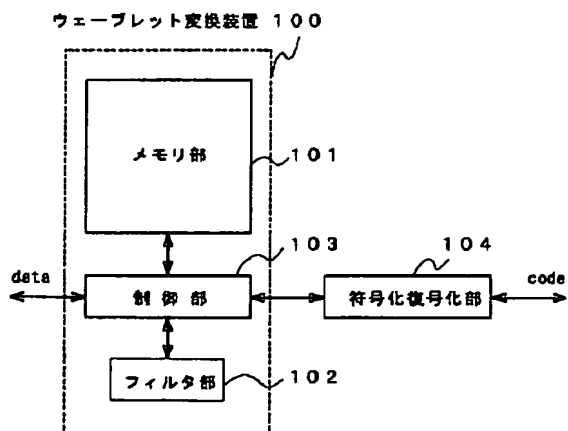 ウェーブレット変換装置 100
メモリ部
101
103
104
data
制御部
符号化復号化部
code
フィルタ部
102